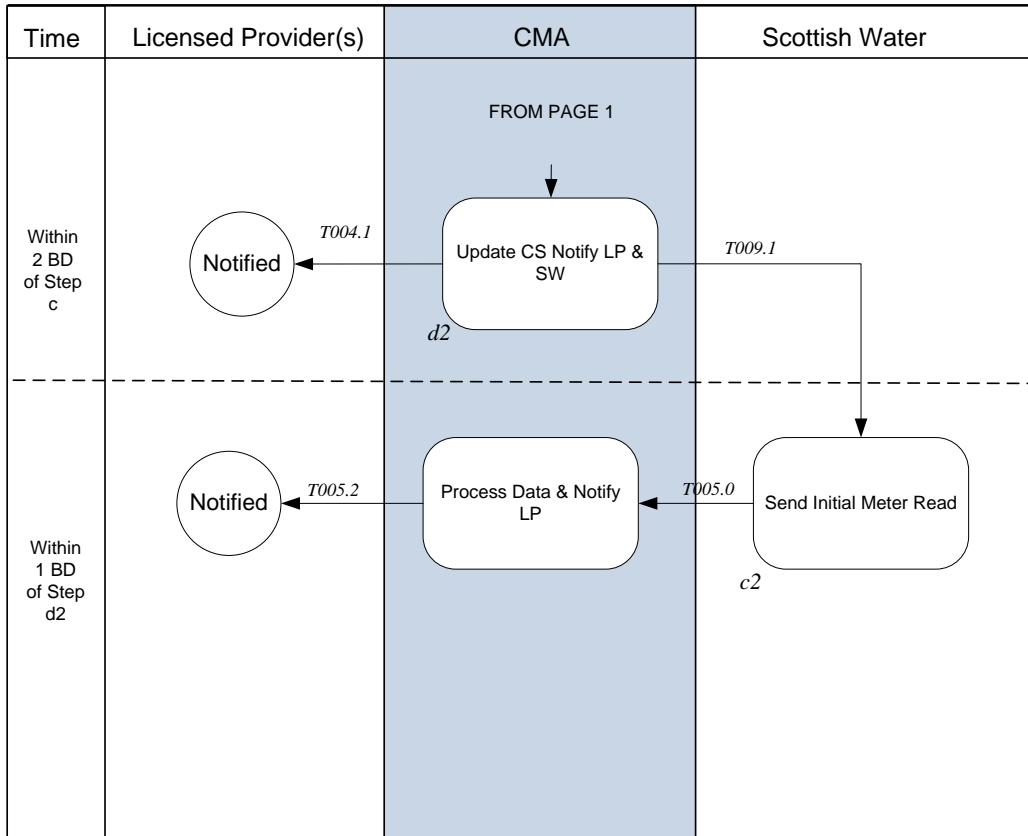 Time
Licensed Provider(s)
CMA
Scottish Water
FROM PAGE 1
Within
2 BD
of Step
c
Notified
T004.1
Update CS Notify LP &
SW
T009.1
d2
Within
1 BD
of Step
d2
Notified
T005.2
Process Data & Notify
LP
T005.0
Send Initial Meter Read
c2